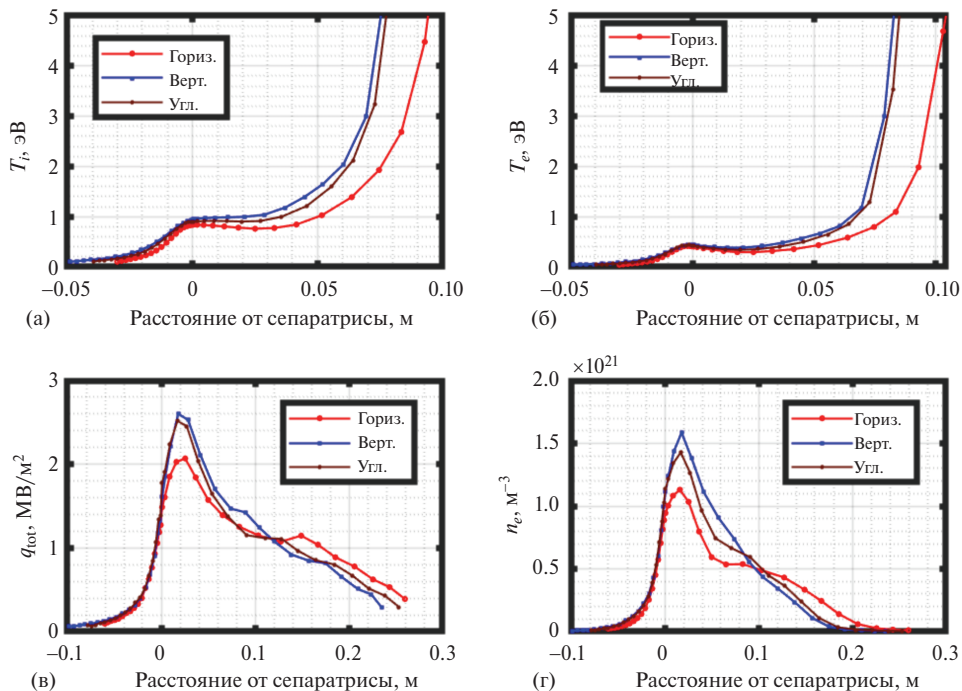 5
4
3
2
1
0
T_i, эВ
Гориз.
Верт.
Угл.
−0.05
0
0.05
0.10
(а)
Расстояние от сепаратрисы, м
5
4
3
2
1
0
T_e, эВ
Гориз.
Верт.
Угл.
−0.05
0
0.05
0.10
(б)
Расстояние от сепаратрисы, м
3
2
1
0
q_tot, МВ/м²
Гориз.
Верт.
Угл.
−0.1
0
0.1
0.2
0.3
(в)
Расстояние от сепаратрисы, м
×10²¹
2.0
1.5
1.0
0.5
0
n_e, м⁻³
Гориз.
Верт.
Угл.
−0.1
0
0.1
0.2
0.3
(г)
Расстояние от сепаратрисы, м